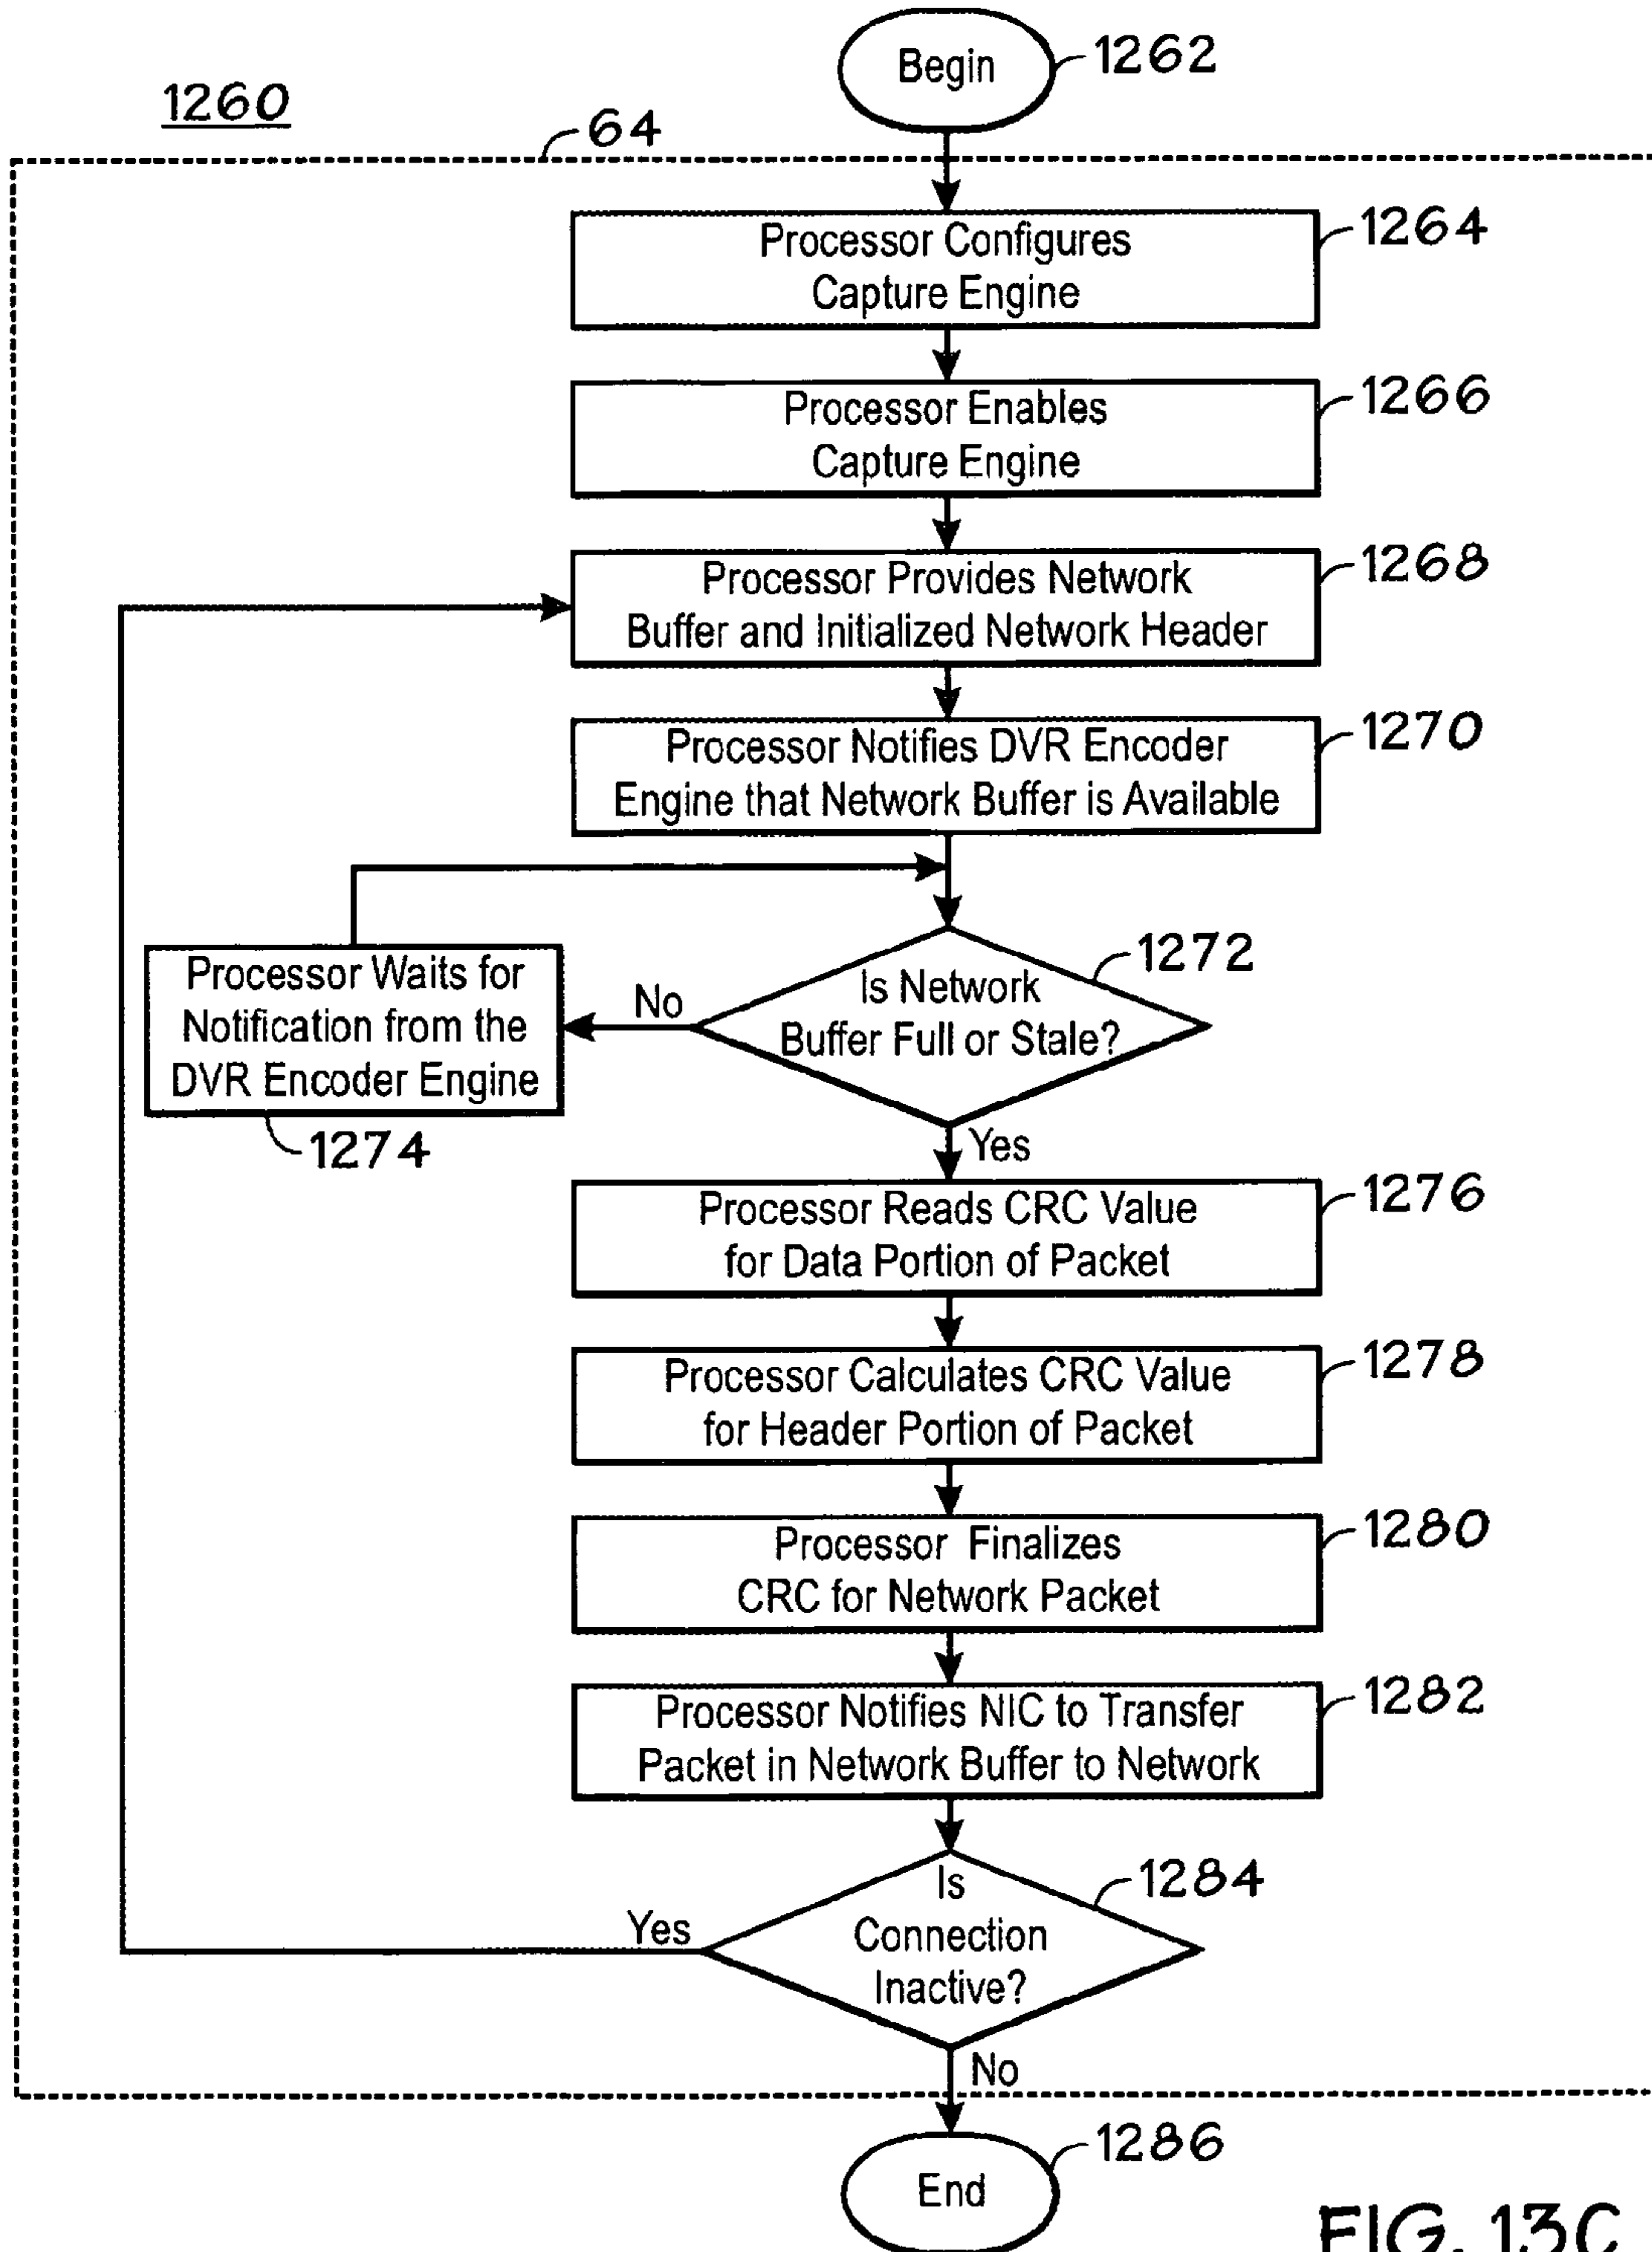 Begin
1262
1260
64
Processor Configures
Capture Engine
1264
Processor Enables
Capture Engine
1266
Processor Provides Network
Buffer and Initialized Network Header
1268
Processor Notifies DVR Encoder
Engine that Network Buffer is Available
1270
Is Network
Buffer Full or Stale?
1272
No
Processor Waits for
Notification from the
DVR Encoder Engine
1274
Yes
Processor Reads CRC Value
for Data Portion of Packet
1276
Processor Calculates CRC Value
for Header Portion of Packet
1278
Processor Finalizes
CRC for Network Packet
1280
Processor Notifies NIC to Transfer
Packet in Network Buffer to Network
1282
Is
Connection
Inactive?
1284
Yes
No
End
1286
FIG. 13C